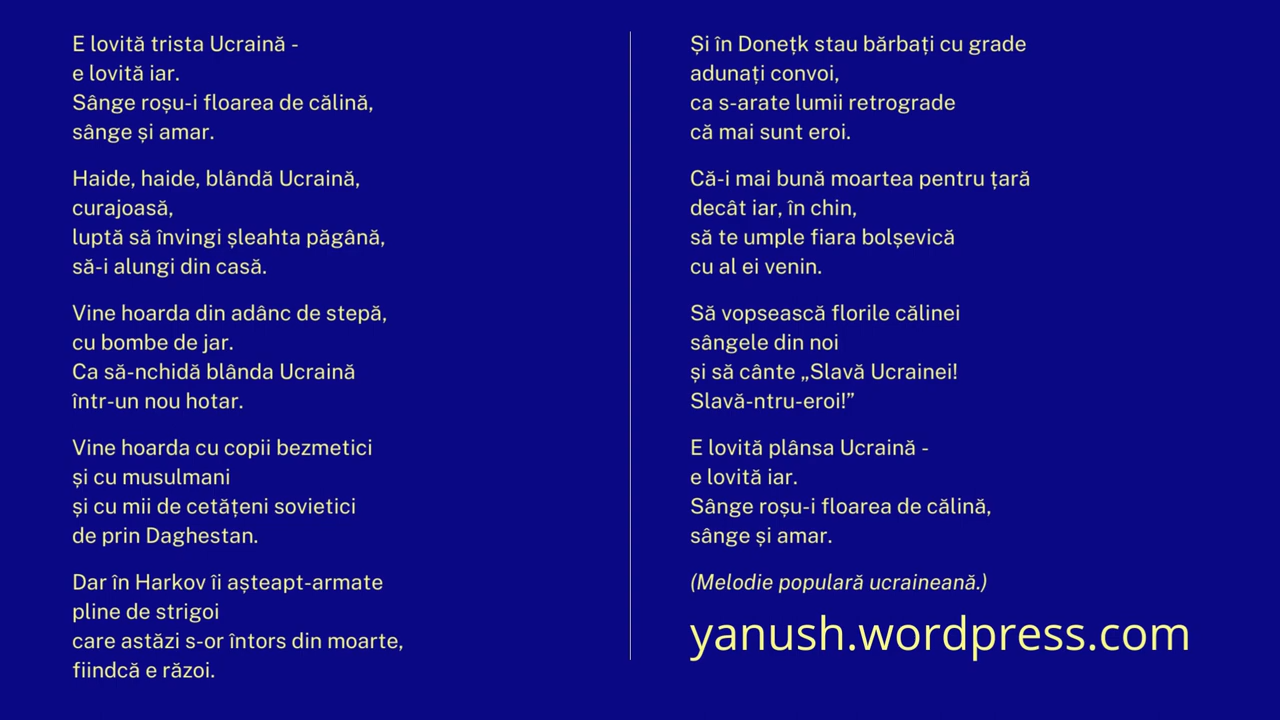 E lovită trista Ucraină -
e lovită iar.
Sânge roșu-i floarea de călină,
sânge și amar.
Haide, haide, blândă Ucraină,
curajoasă,
luptă să învingi șleahta păgână,
să-i alungi din casă.
Vine hoarda din adânc de stepă,
cu bombe de jar.
Ca să-nchidă blânda Ucraină
într-un nou hotar.
Vine hoarda cu copii bezmetici
și cu musulmani
și cu mii de cetățeni sovietici
de prin Daghestan.
Dar în Harkov îi așteapt-armate
pline de strigoi
care astăzi s-or întors din moarte,
fiindcă e răzoi.
Și în Donețk stau bărbați cu grade
adunați convoi,
ca s-arate lumii retrograde
că mai sunt eroi.
Că-i mai bună moartea pentru țară
decât iar, în chin,
să te umple fiara bolșevică
cu al ei venin.
Să vopsească florile călinei
sângele din noi
și să cânte „Slavă Ucrainei!
Slavă-ntru-eroi!”
E lovită plânsa Ucraină -
e lovită iar.
Sânge roșu-i floarea de călină,
sânge și amar.
(Melodie populară ucraineană.)
yanush.wordpress.com